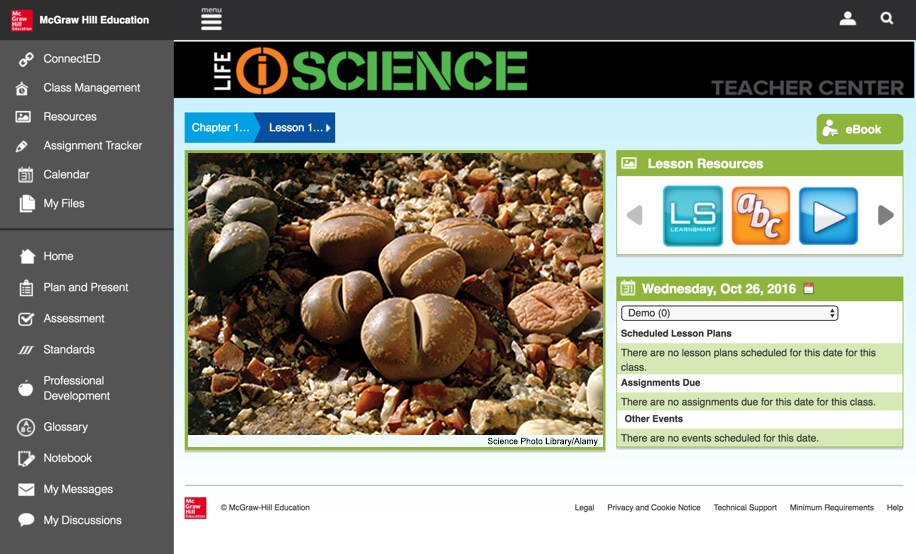 Mc
Graw
Hill
Education
McGraw Hill Education
menu
ConnectED
Class Management
Resources
Assignment Tracker
Calendar
My Files
Home
Plan and Present
Assessment
Standards
Professional
Development
Glossary
Notebook
My Messages
My Discussions
LIFE
iSCIENCE
TEACHER CENTER
Chapter 1...
Lesson 1...
eBook
Science Photo Library/Alamy
Lesson Resources
LS
LEARNSMART
abc
Wednesday, Oct 26, 2016
Demo (0)
Scheduled Lesson Plans
There are no lesson plans scheduled for this date for this
class.
Assignments Due
There are no assignments due for this date for this class.
Other Events
There are no events scheduled for this date.
Mc
Graw
Hill
Education
© McGraw-Hill Education
Legal
Privacy and Cookie Notice
Technical Support
Minimum Requirements
Help